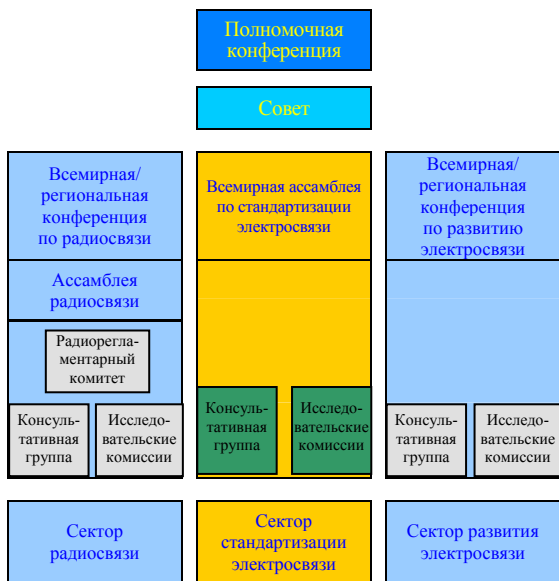 Полномочная
конференция
Совет
Всемирная/
региональная
конференция
по радиосвязи
Ассамблея
радиосвязи
Радиорегла-
ментарный
комитет
Консуль-
тативная
группа
Исследо-
вательские
комиссии
Сектор
радиосвязи
Всемирная ассамблея
по стандартизации
электросвязи
Консуль-
тативная
группа
Исследо-
вательские
комиссии
Сектор
стандартизации
электросвязи
Всемирная/
региональная
конференция
по развитию
электросвязи
Консуль-
тативная
группа
Исследо-
вательские
комиссии
Сектор развития
электросвязи